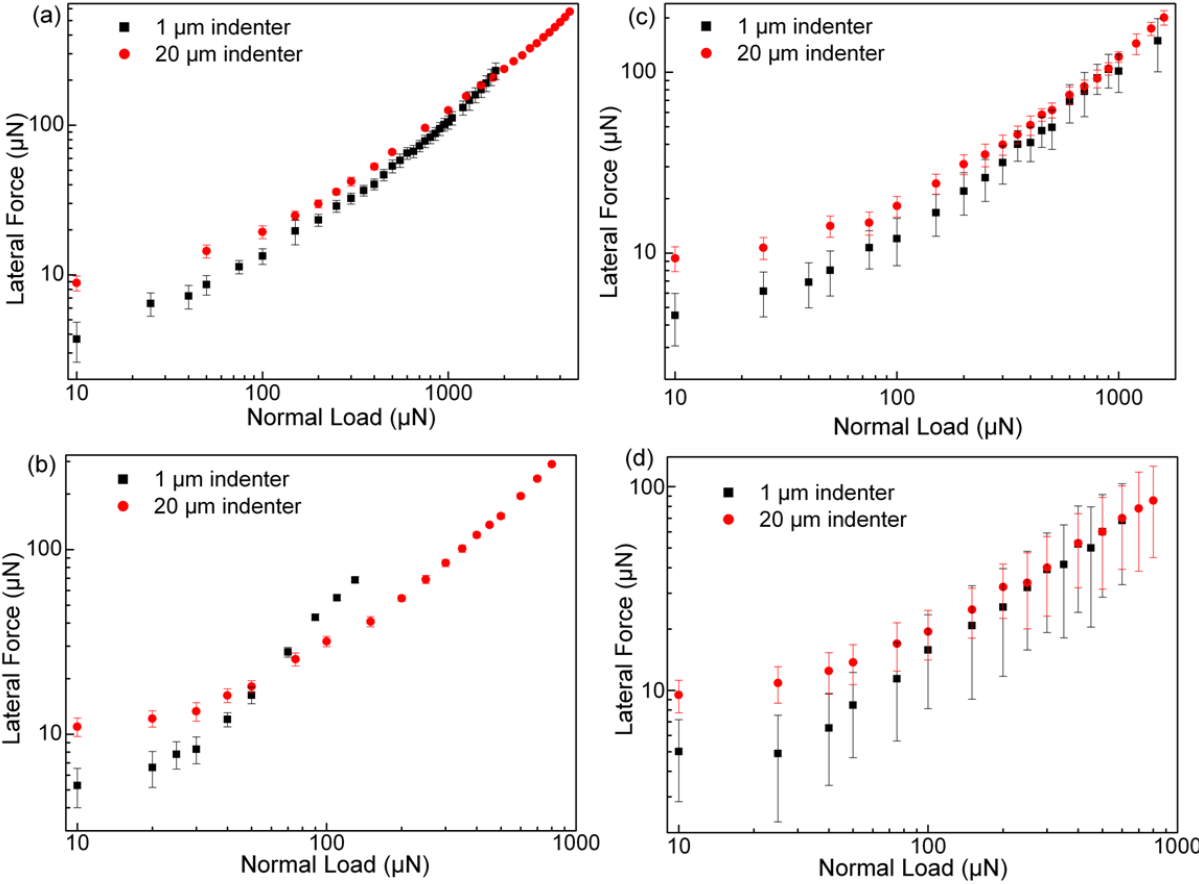 (a)
1 µm indenter
20 µm indenter
100
10
Lateral Force (µN)
10
100
1000
Normal Load (µN)
(c)
1 µm indenter
20 µm indenter
100
10
Lateral Force (µN)
10
100
1000
Normal Load (µN)
(b)
1 µm indenter
20 µm indenter
100
10
Lateral Force (µN)
10
100
1000
Normal Load (µN)
(d)
1 µm indenter
20 µm indenter
100
10
Lateral Force (µN)
10
100
1000
Normal Load (µN)